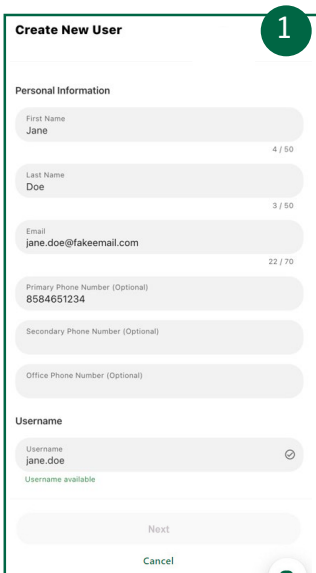 Create New User
1
Personal Information
First Name
Jane
4 / 50
Last Name
Doe
3 / 50
Email
jane.doe@fakeemail.com
22 / 70
Primary Phone Number (Optional)
8584651234
Secondary Phone Number (Optional)
Office Phone Number (Optional)
Username
Username
jane.doe
Username available
Next
Cancel